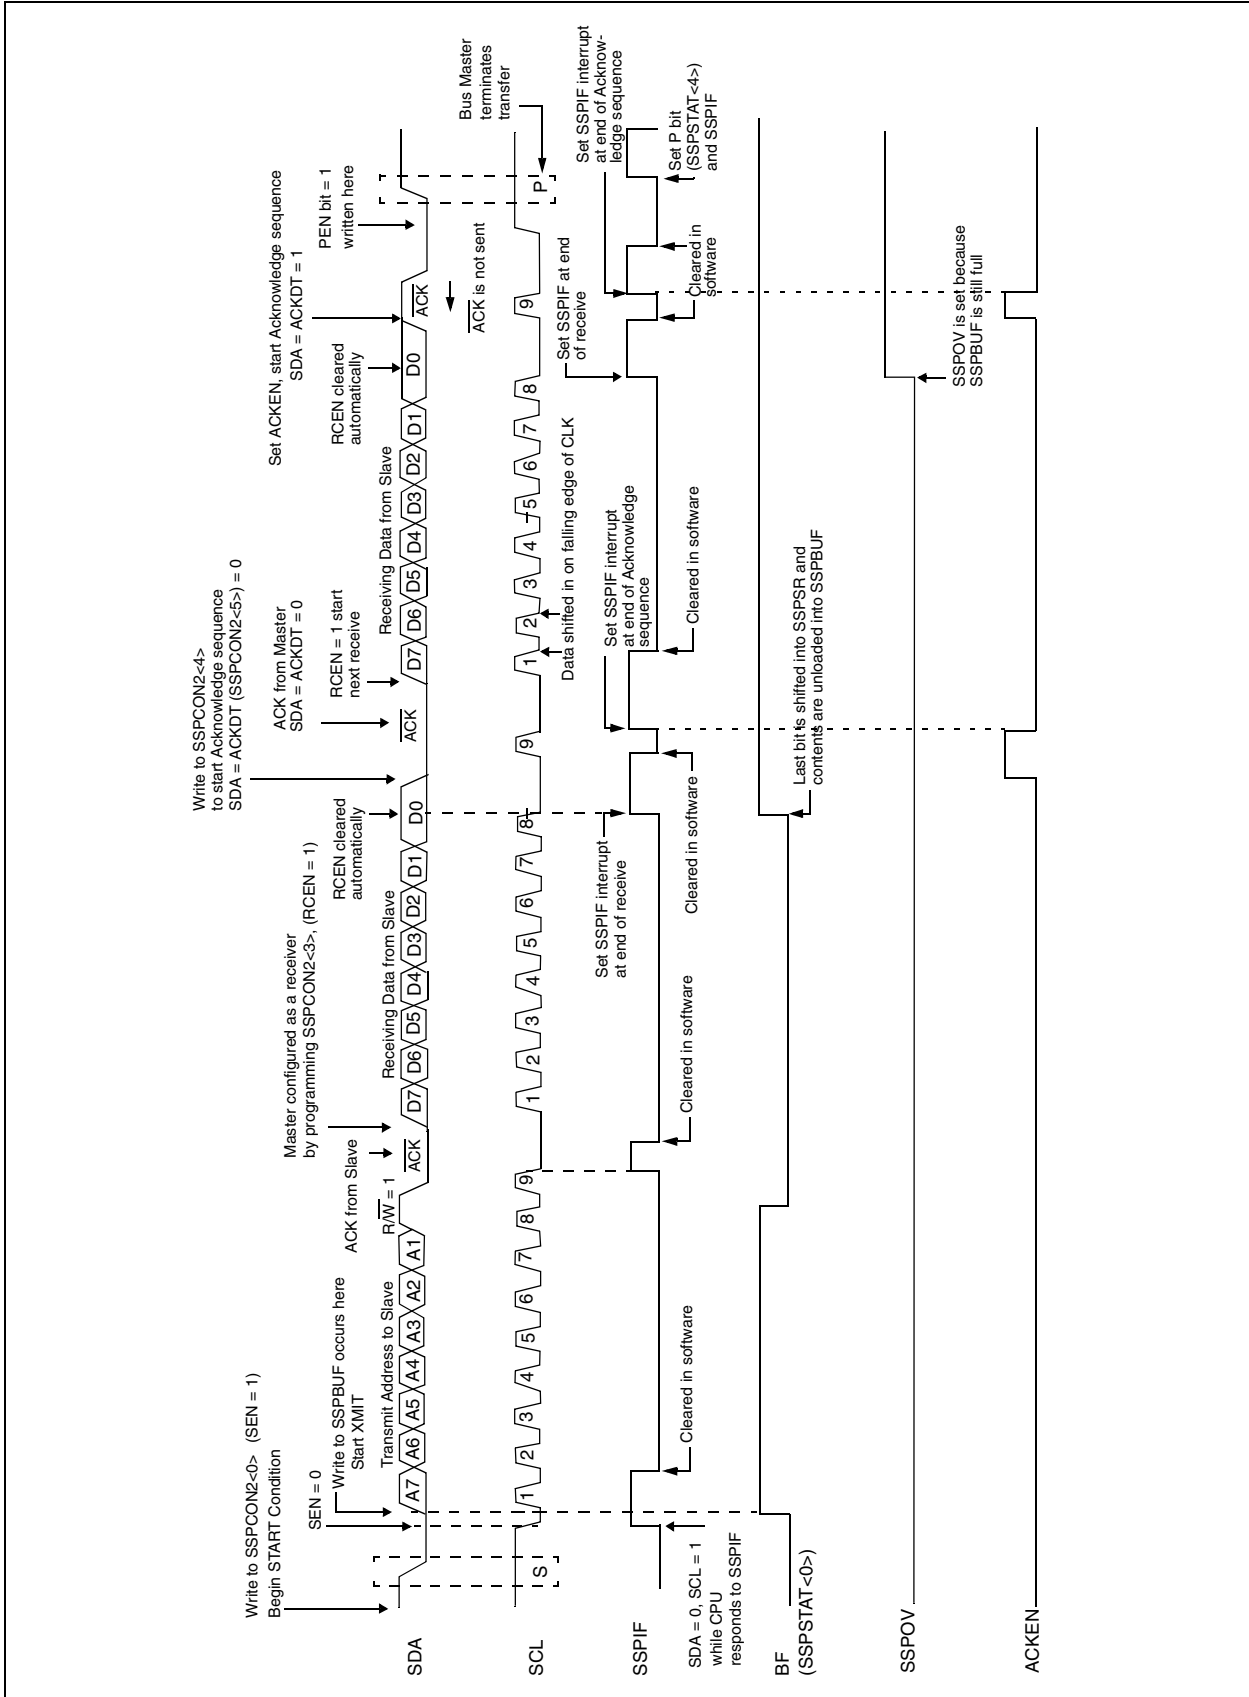 Write to SSPCON2<4>
to start Acknowledge sequence
SDA = ACKDT (SSPCON2<5>) = 0
Set ACKEN, start Acknowledge sequence
SDA = ACKDT = 1
Write to SSPCON2<0> (SEN = 1)
Begin START Condition
Master configured as a receiver
by programming SSPCON2<3>, (RCEN = 1)
ACK from Master
SDA = ACKDT = 0
PEN bit = 1
written here
SEN = 0
Write to SSPBUF occurs here
Start XMIT
ACK from Slave
RCEN cleared
automatically
RCEN = 1 start
next receive
RCEN cleared
automatically
Transmit Address to Slave
R/W = 1
Receiving Data from Slave
Receiving Data from Slave
SDA
A7 A6 A5 A4 A3 A2 A1
ACK
D7 D6 D5 D4 D3 D2 D1 D0
ACK
D7 D6 D5 D4 D3 D2 D1 D0
ACK
ACK is not sent
Bus Master
terminates
transfer
SCL
S
1 2 3 4 5 6 7 8 9
1 2 3 4 5 6 7 8 9
1 2 3 4 5 6 7 8 9
P
Data shifted in on falling edge of CLK
Set SSPIF interrupt
at end of receive
Set SSPIF interrupt
at end of Acknowledge
sequence
Set SSPIF at end
of receive
Set SSPIF interrupt
at end of Acknow-
ledge sequence
SSPIF
SDA = 0, SCL = 1
while CPU
responds to SSPIF
Cleared in software
Cleared in software
Cleared in software
Cleared in software
Cleared in
software
Set P bit
(SSPSTAT<4>)
and SSPIF
BF
(SSPSTAT<0>)
Last bit is shifted into SSPSR and
contents are unloaded into SSPBUF
SSPOV
SSPOV is set because
SSPBUF is still full
ACKEN